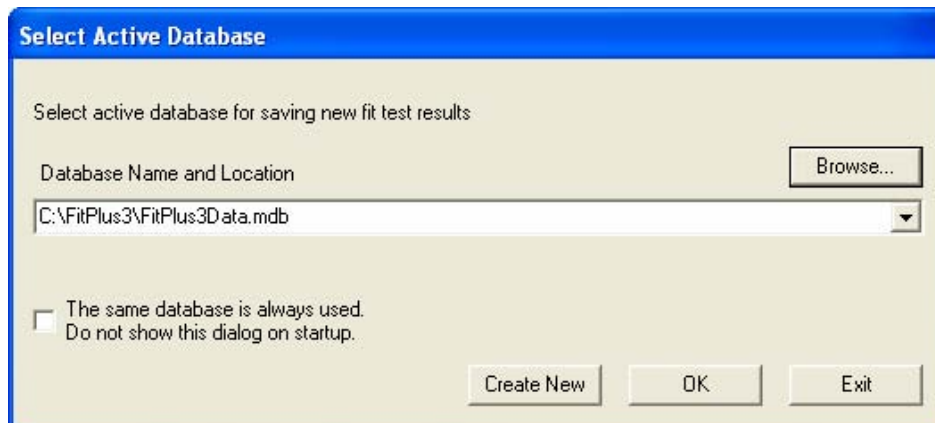 Select Active Database
Select active database for saving new fit test results
Database Name and Location
Browse...
C:\FitPlus3\FitPlus3Data.mdb
The same database is always used.
Do not show this dialog on startup.
Create New
OK
Exit